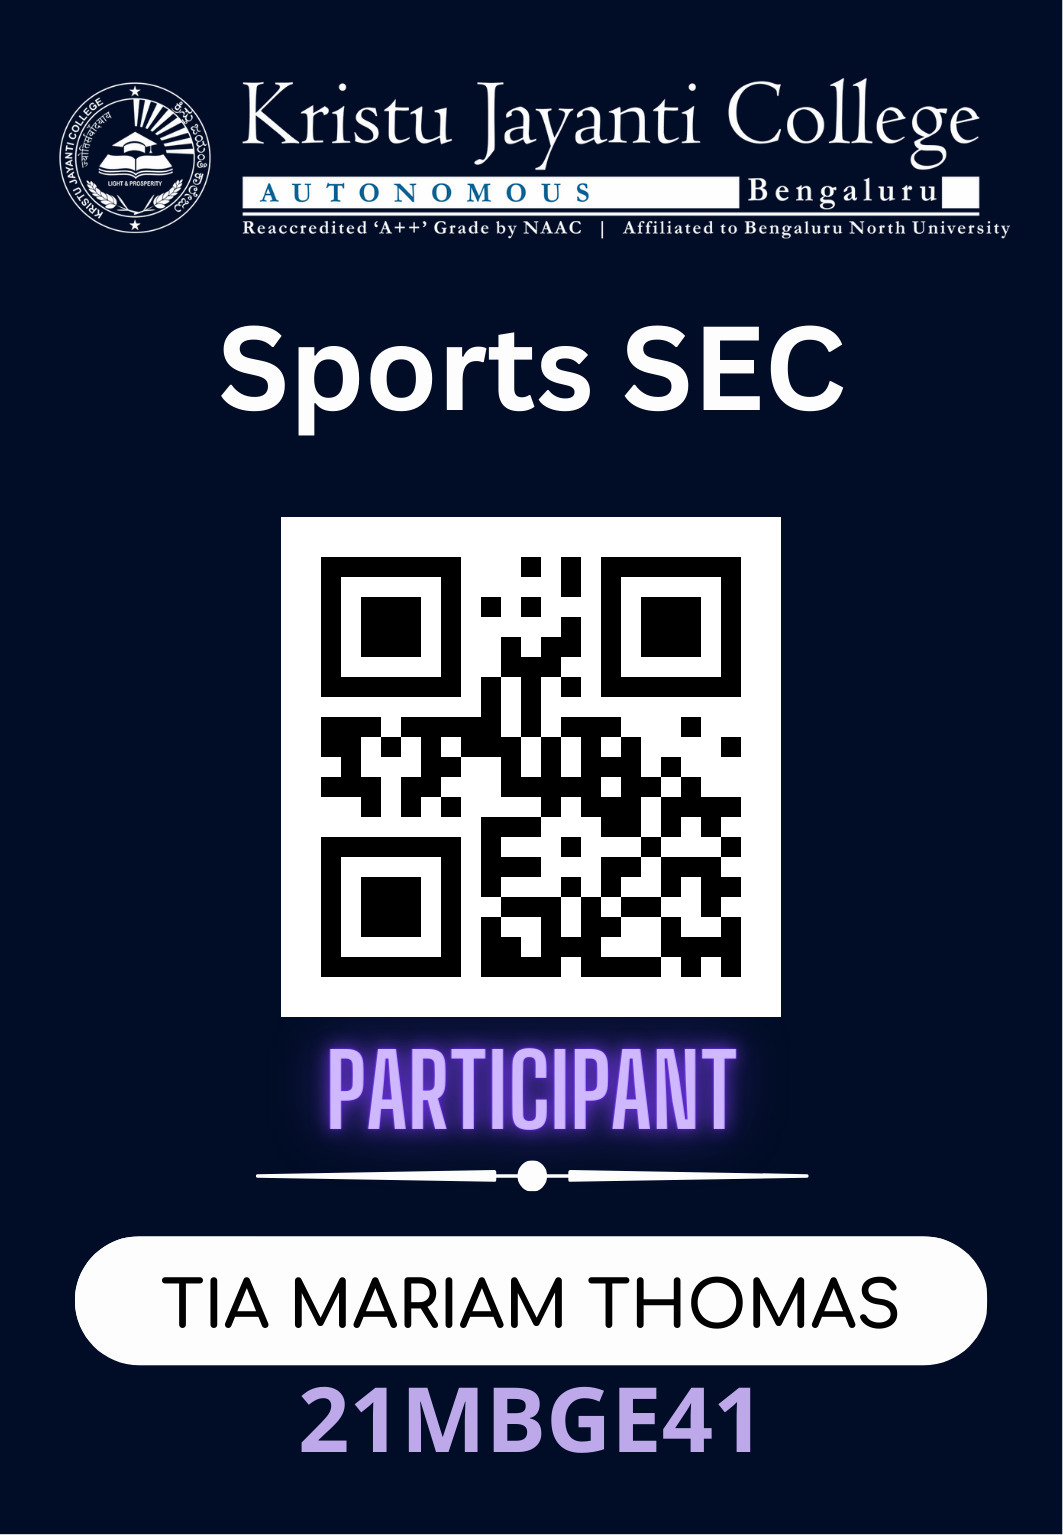 KRISTU JAYANTI COLLEGE
ज्योतिर्संवादयाय
LIGHT & PROSPERITY
Kristu Jayanti College
AUTONOMOUS Bengaluru
Reaccredited ‘A++’ Grade by NAAC | Affiliated to Bengaluru North University
Sports SEC
PARTICIPANT
TIA MARIAM THOMAS
21MBGE41